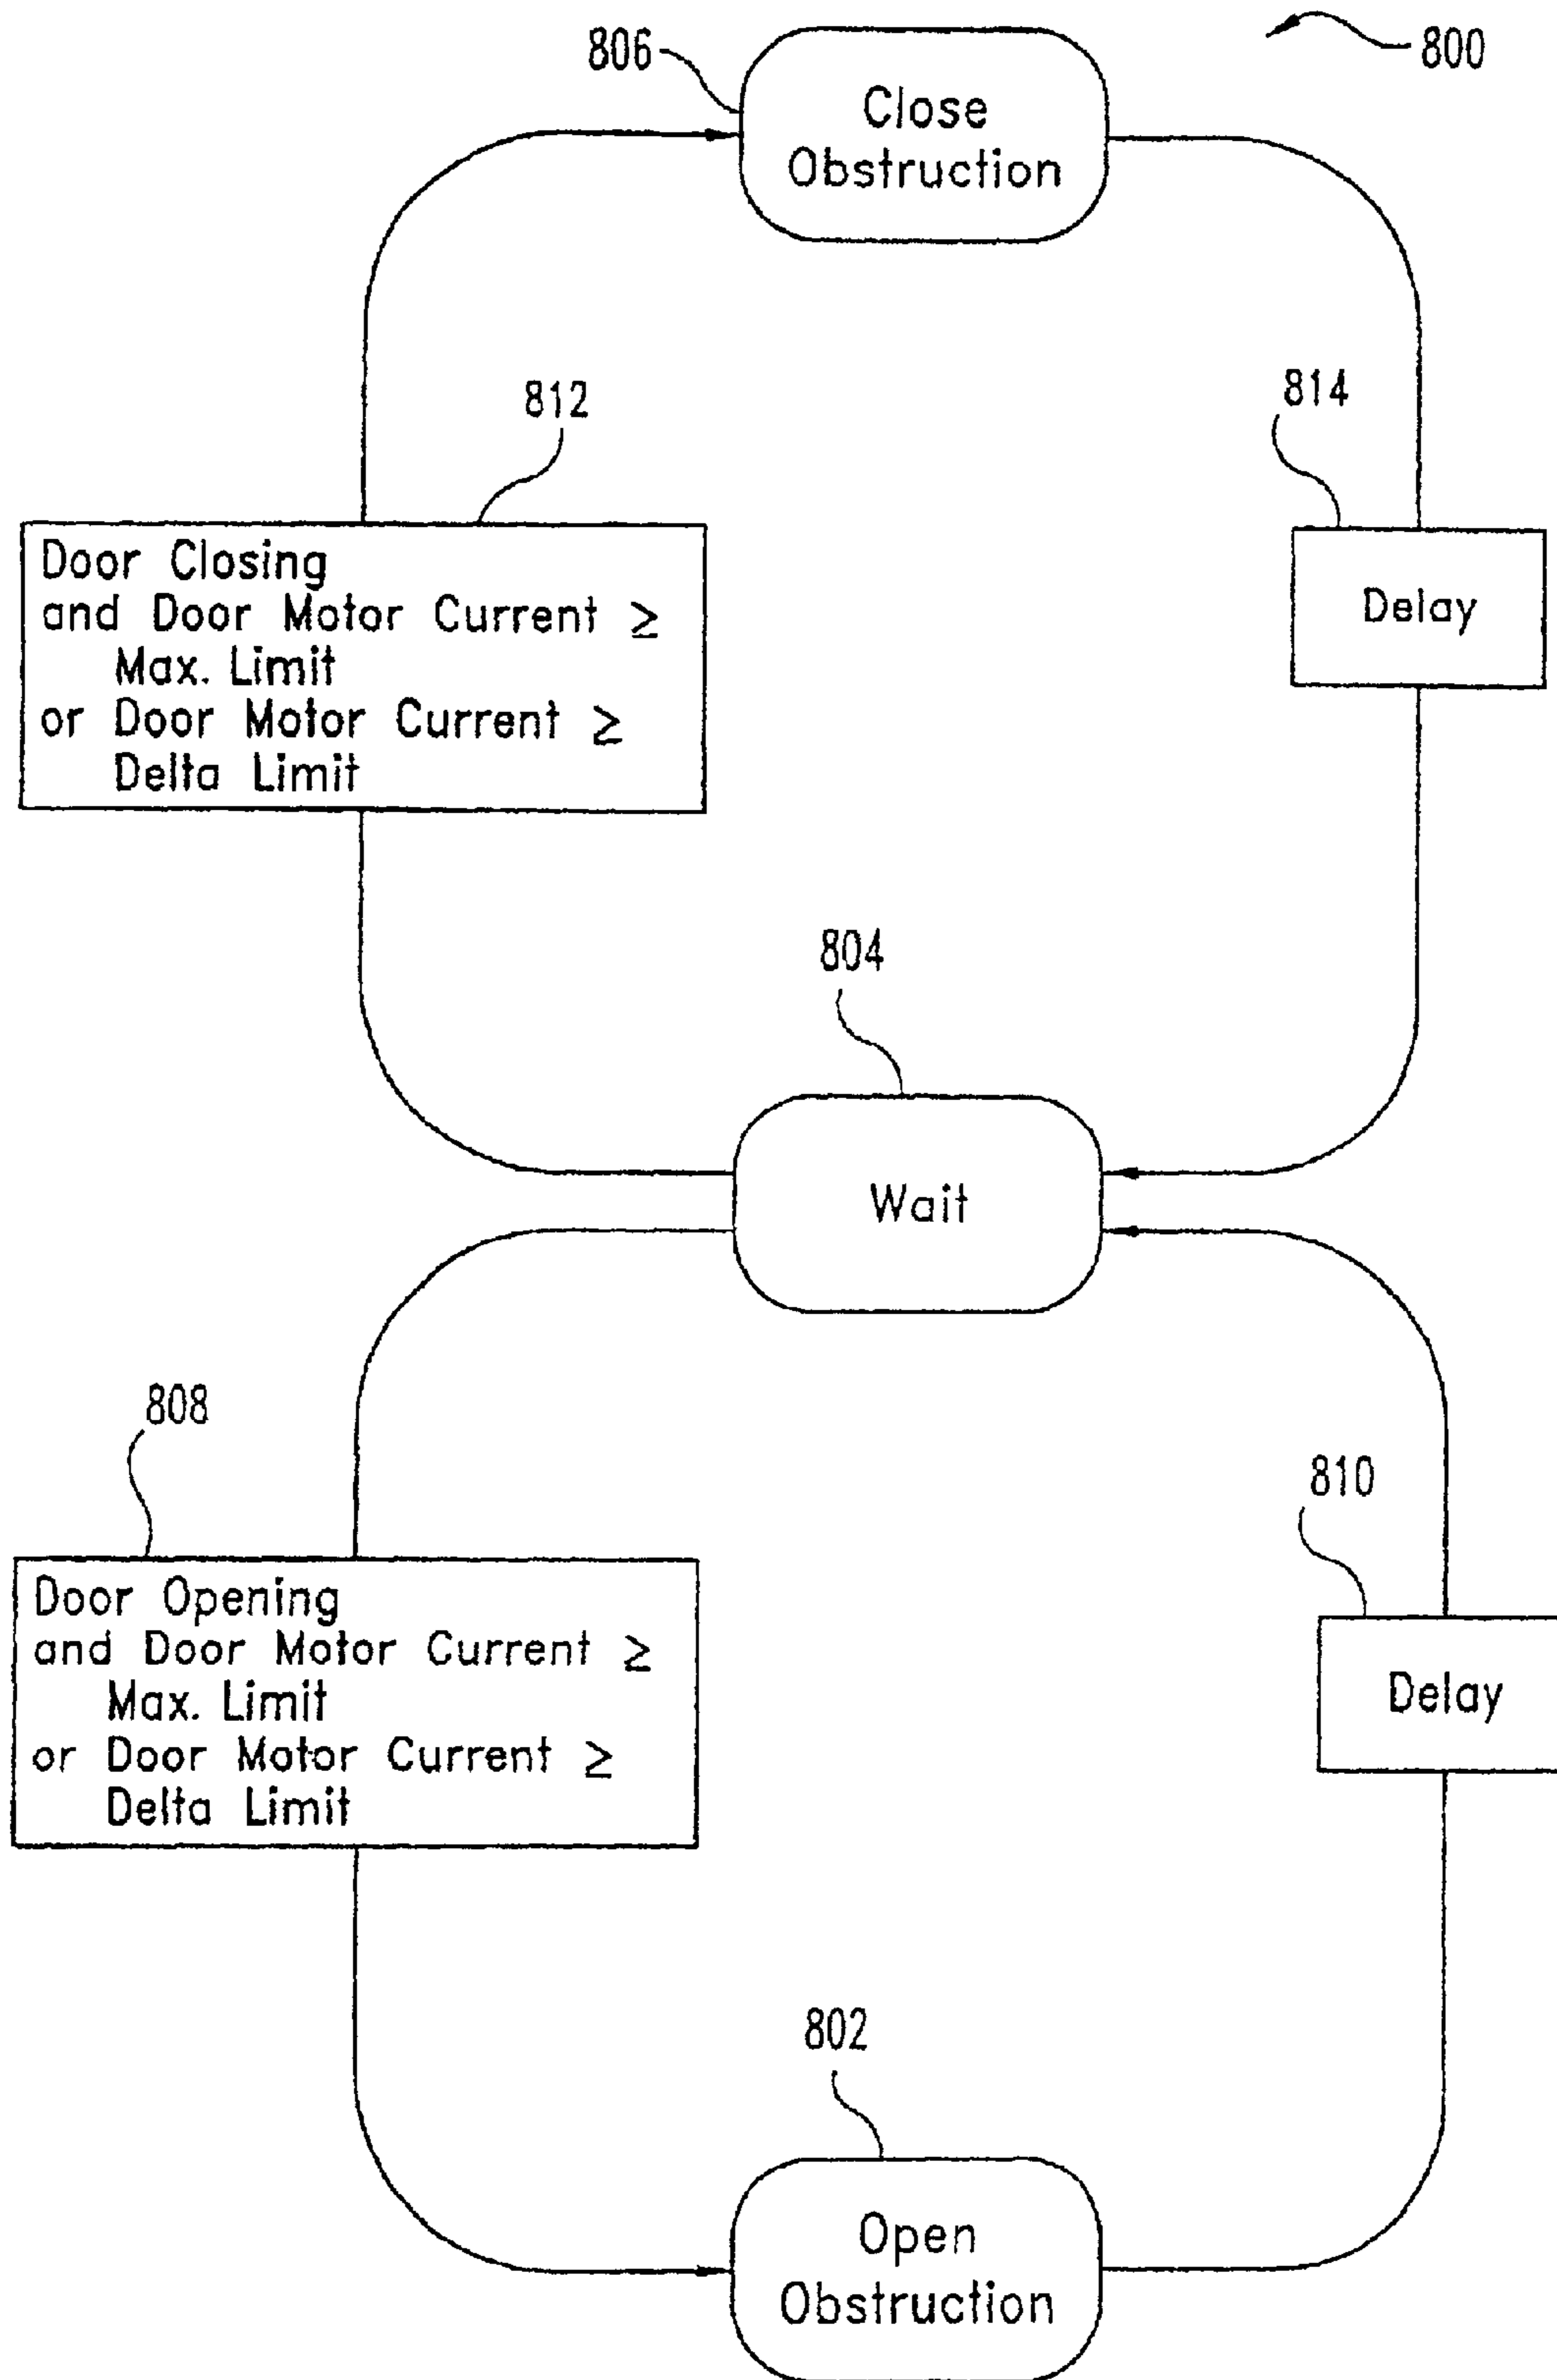 806
800
Close
Obstruction
812
814
Door Closing
and Door Motor Current ≥
Max. Limit
or Door Motor Current ≥
Delta Limit
Delay
804
Wait
808
810
Door Opening
and Door Motor Current ≥
Max. Limit
or Door Motor Current ≥
Delta Limit
Delay
802
Open
Obstruction